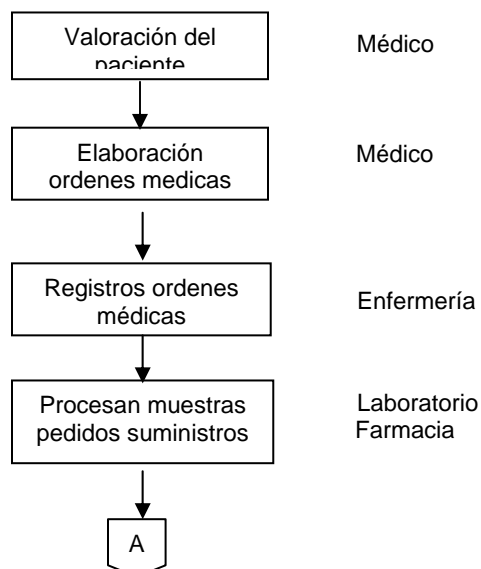 Valoración del
paciente
Médico
Elaboración
ordenes medicas
Médico
Registros ordenes
médicas
Enfermería
Procesan muestras
pedidos suministros
Laboratorio
Farmacia
A